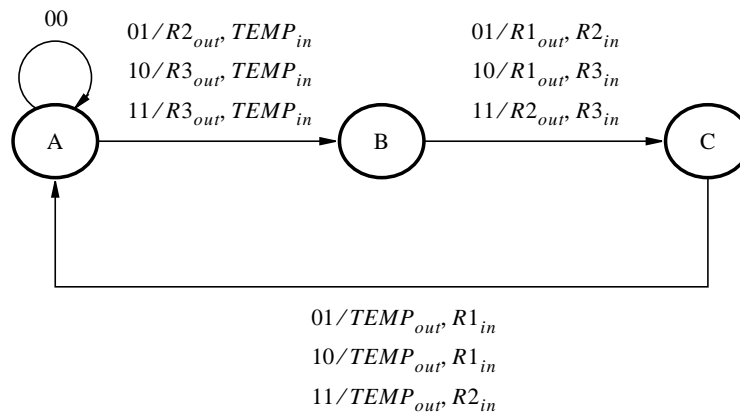 00
01/R2out, TEMPin
10/R3out, TEMPin
11/R3out, TEMPin
01/R1out, R2in
10/R1out, R3in
11/R2out, R3in
A
B
C
01/TEMPout, R1in
10/TEMPout, R1in
11/TEMPout, R2in